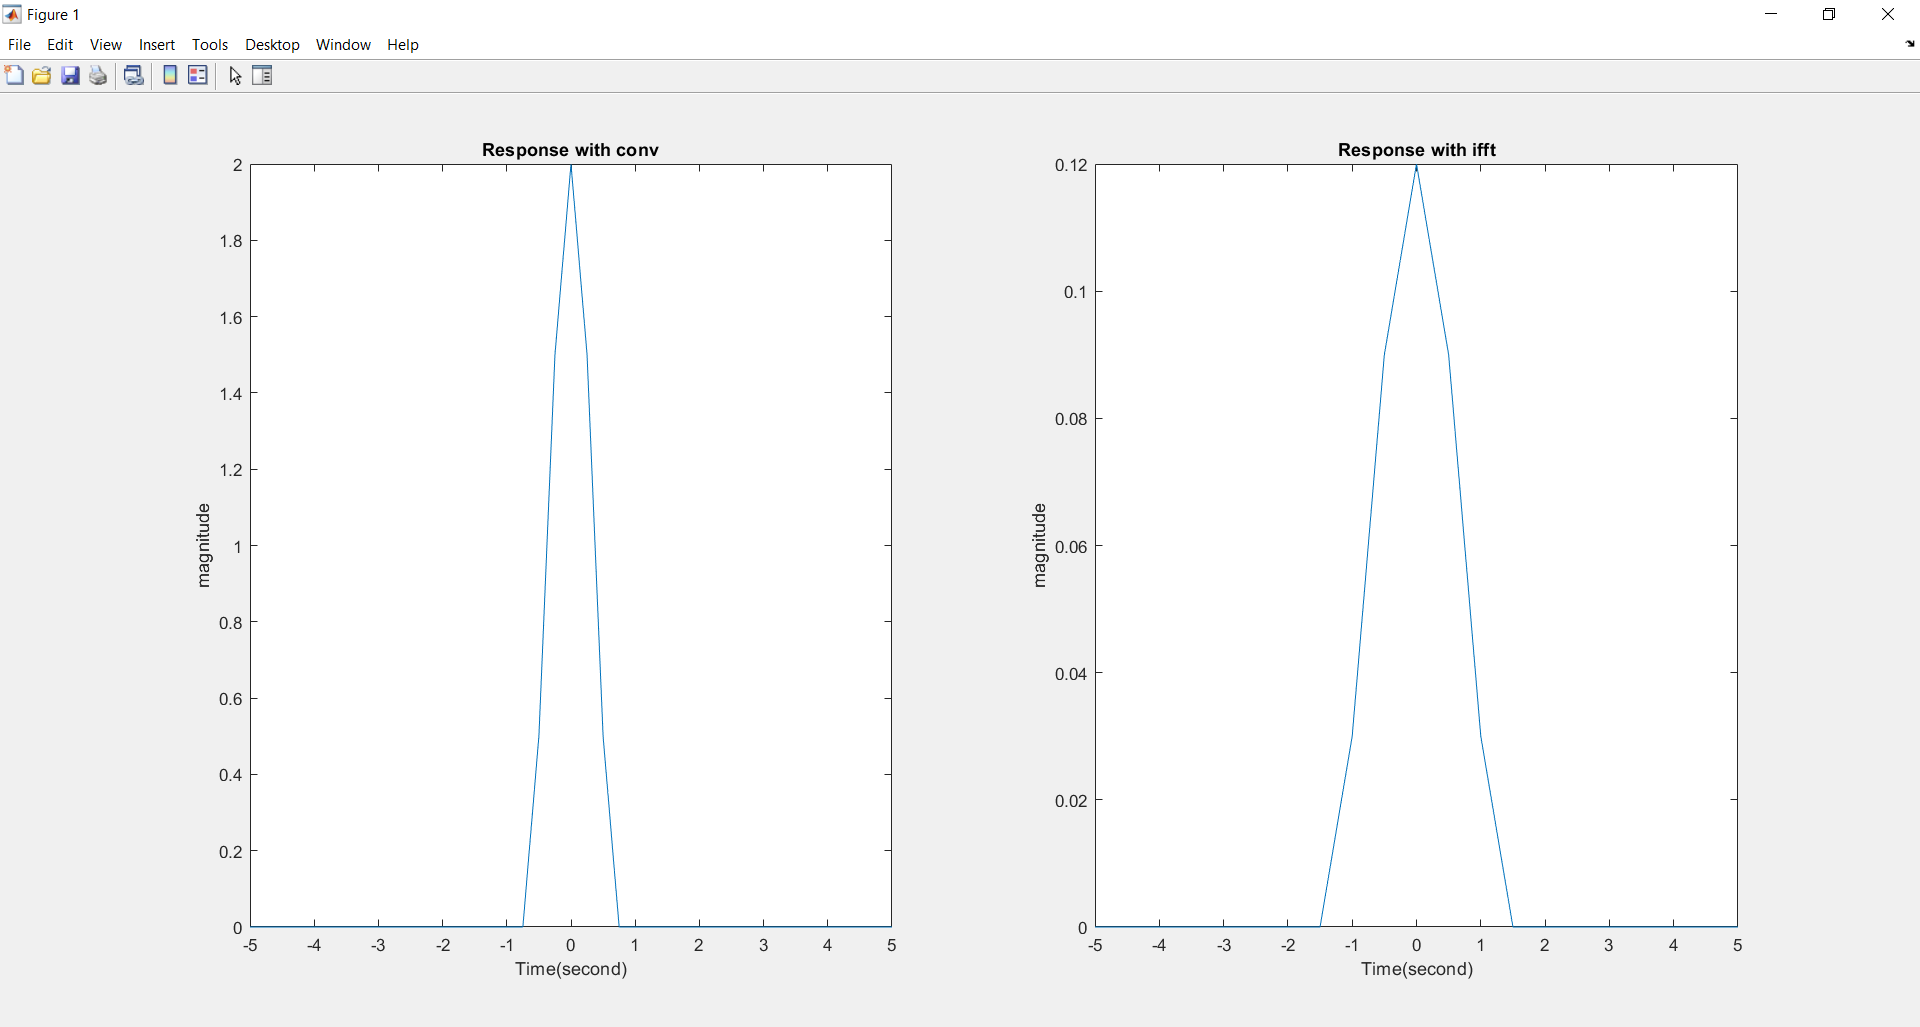 Figure 1
File Edit View Insert Tools Desktop Window Help
Response with conv
2
1.8
1.6
1.4
1.2
1
0.8
0.6
0.4
0.2
0
magnitude
-5 -4 -3 -2 -1 0 1 2 3 4 5
Time(second)
Response with ifft
0.12
0.1
0.08
0.06
0.04
0.02
0
magnitude
-5 -4 -3 -2 -1 0 1 2 3 4 5
Time(second)